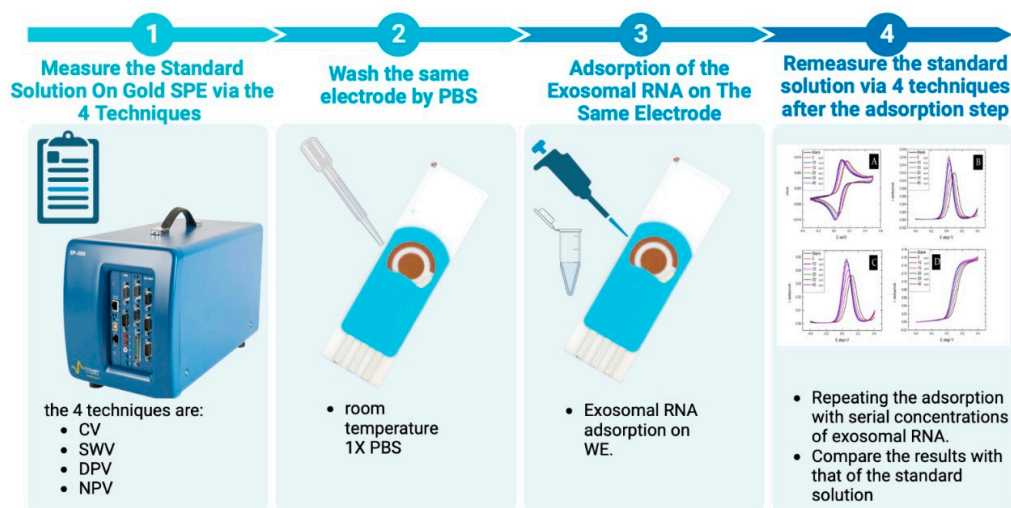 1
2
3
4
Measure the Standard
Solution On Gold SPE via the
4 Techniques
Wash the same
electrode by PBS
Adsorption of the
Exosomal RNA on The
Same Electrode
Remeasure the standard
solution via 4 techniques
after the adsorption step
the 4 techniques are:
• CV
• SWV
• DPV
• NPV
• room
temperature
1X PBS
• Exosomal RNA
adsorption on
WE.
A
B
C
D
• Repeating the adsorption
with serial concentrations
of exosomal RNA.
• Compare the results with
that of the standard
solution